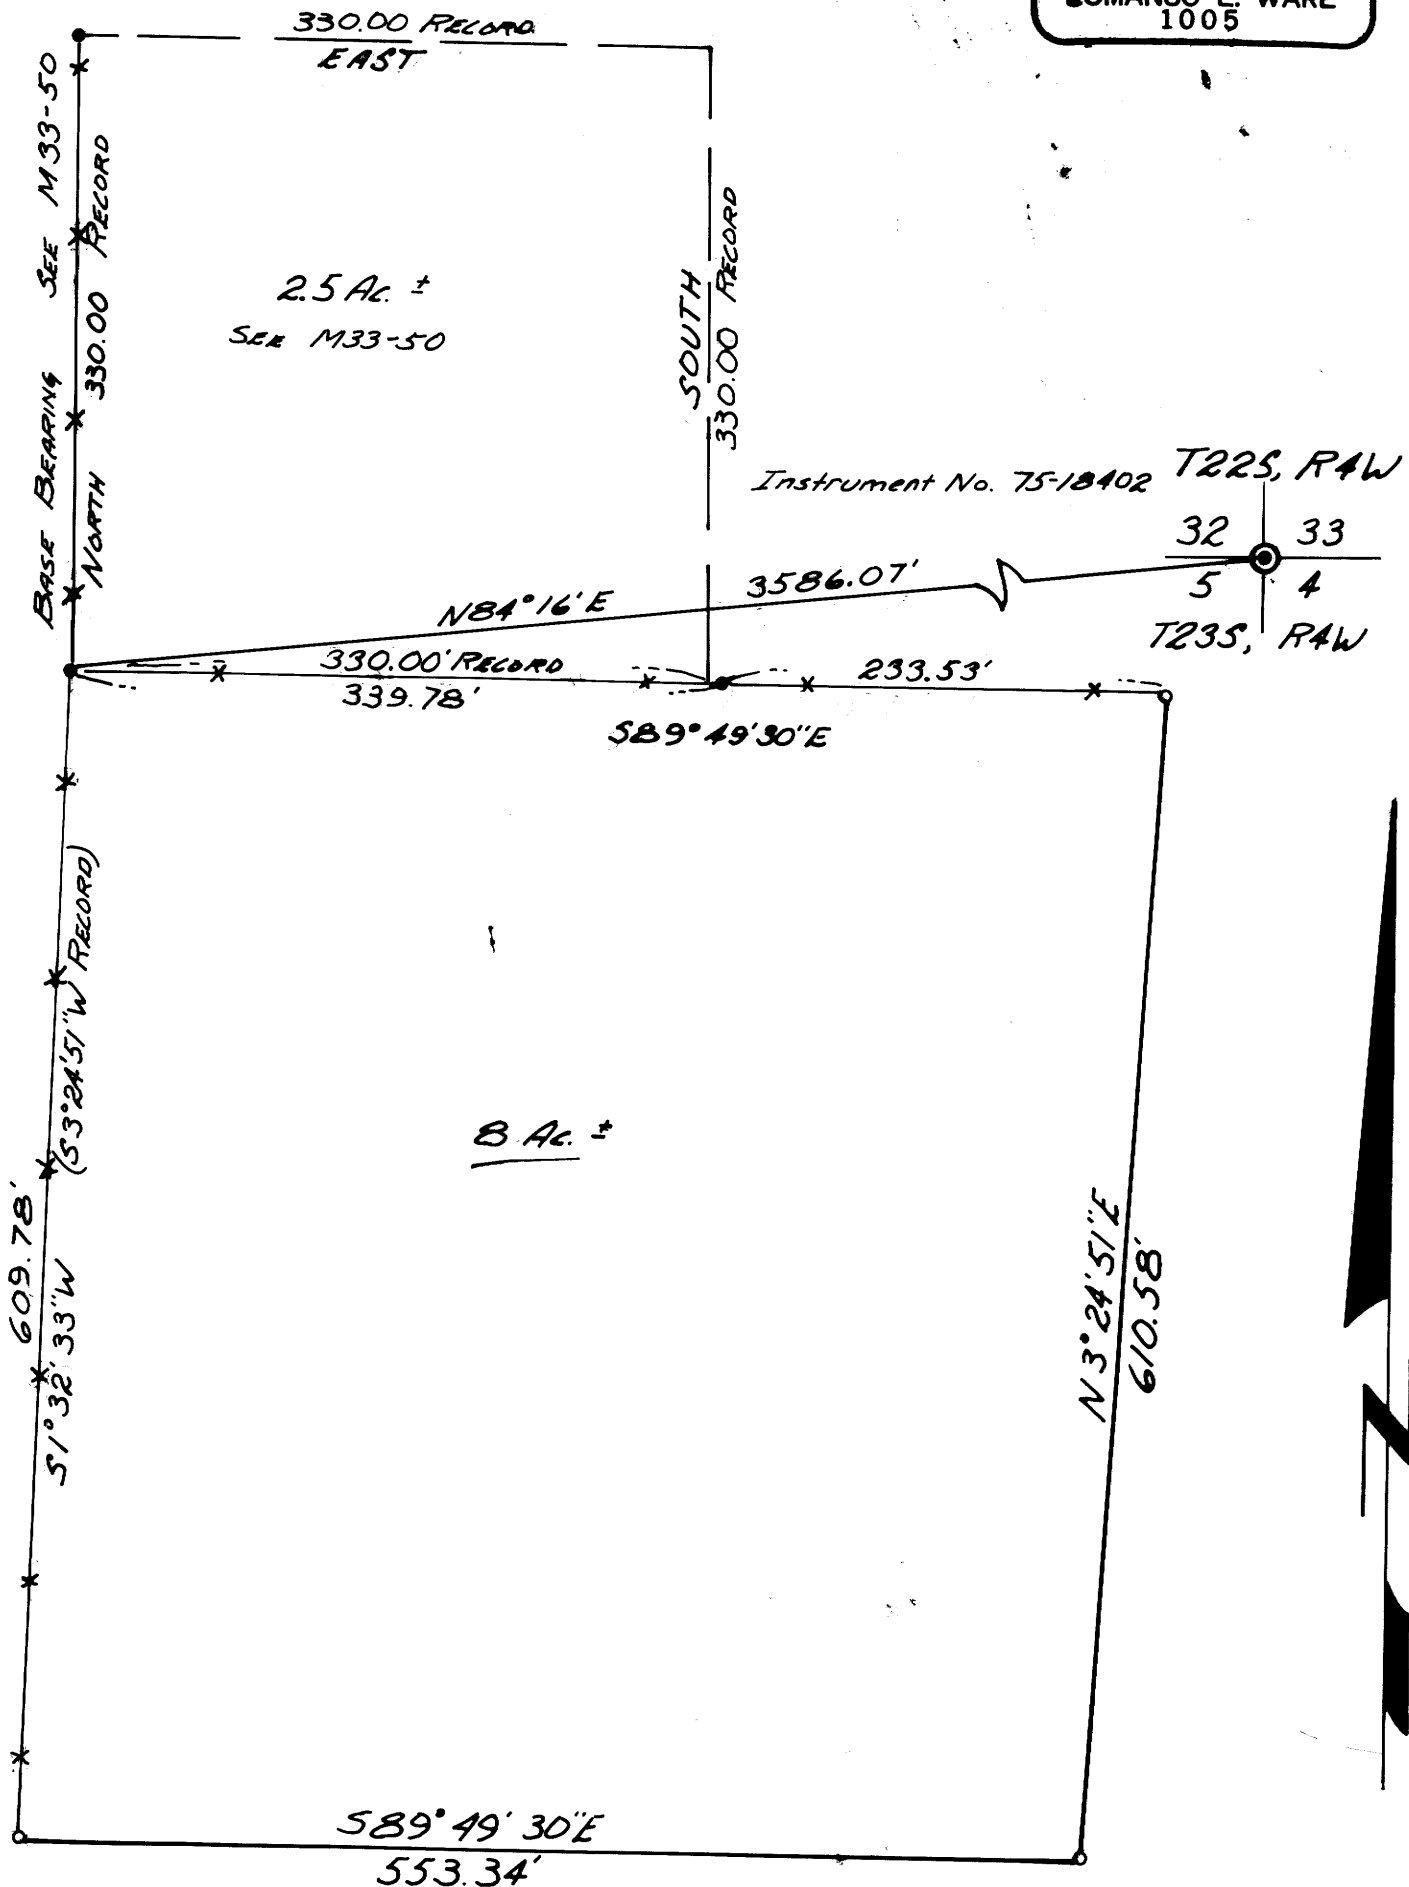 E. WARE
1005
330.00 RECORD
EAST
BASE BEARING SEE M33-50
NORTH 330.00 RECORD
2.5 Ac. ±
SEE M33-50
SOUTH
330.00 RECORD
Instrument No. 75-18402
T22S, R4W
32 33
5 4
T23S, R4W
N84°16'E
3586.07'
330.00' RECORD
339.78'
233.53'
S89°49'30"E
(S3°24'51"W RECORD)
609.78'
S1°32'33"W
8 Ac. ±
N3°24'51"E
610.58'
S89°49'30"E
553.34'